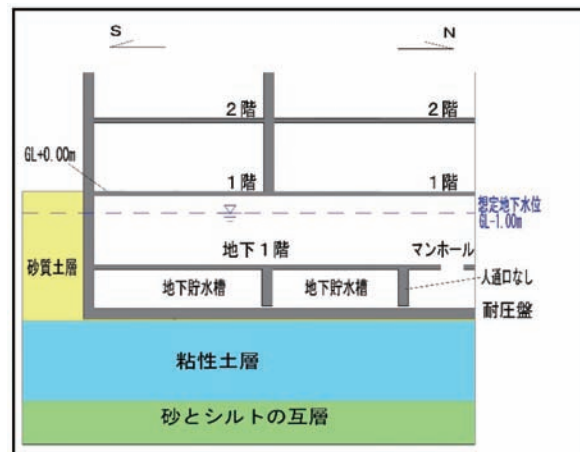 S
N
2階
2階
GL+0.00m
1階
1階
想定地下水位
GL-1.00m
地下1階
マンホール
砂質土層
地下貯水槽
地下貯水槽
人通口なし
耐圧盤
粘性土層
砂とシルトの互層